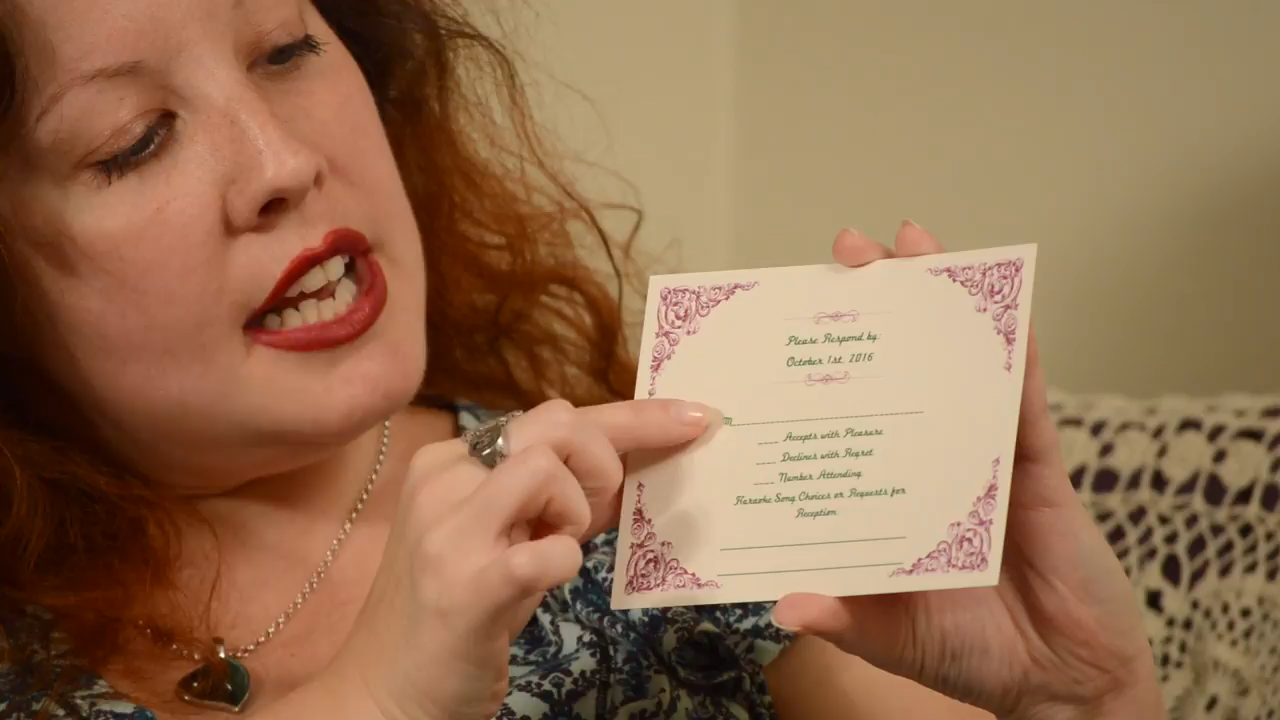 Please Respond by:
October 1st, 2016
m
____ Accepts with Pleasure
____ Declines with Regret
____ Number Attending
Karaoke Song Choices or Requests for
Reception